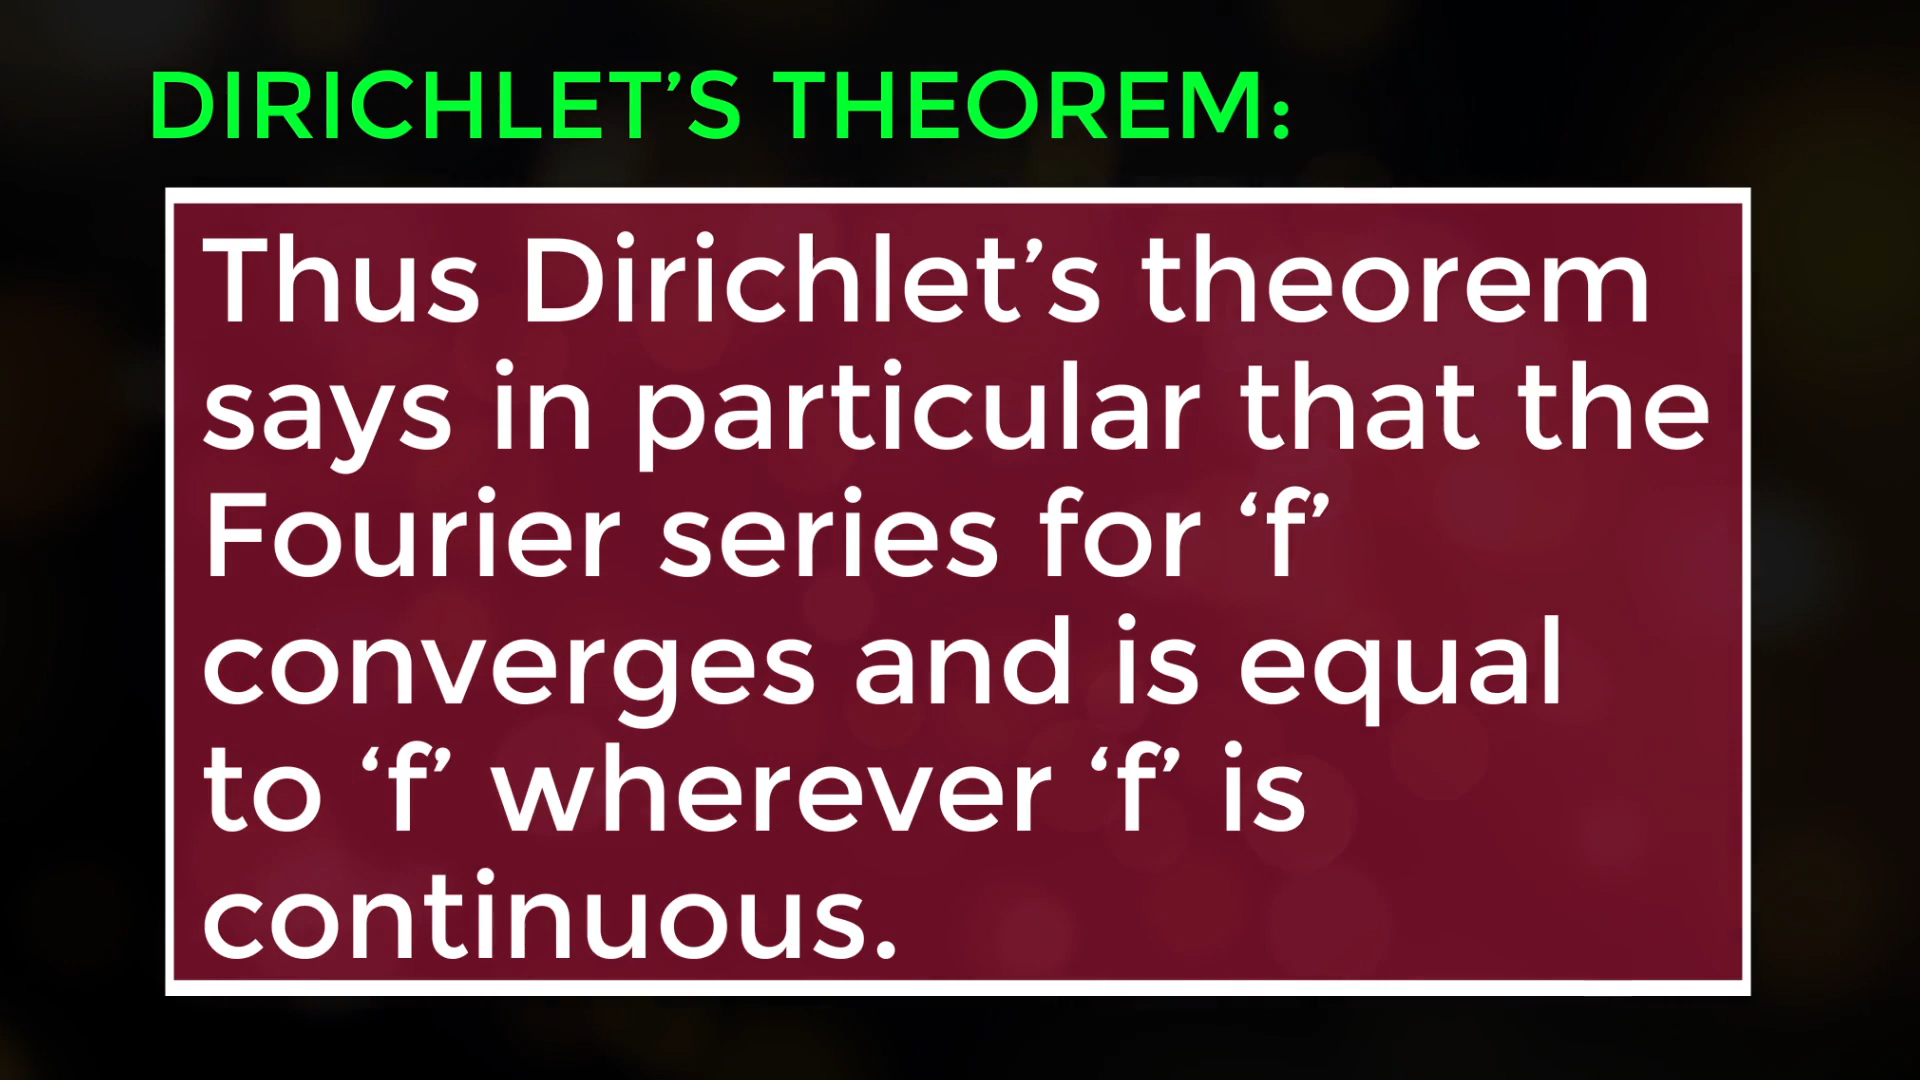 DIRICHLET’S THEOREM:
Thus Dirichlet’s theorem
says in particular that the
Fourier series for ‘f’
converges and is equal
to ‘f’ wherever ‘f’ is
continuous.